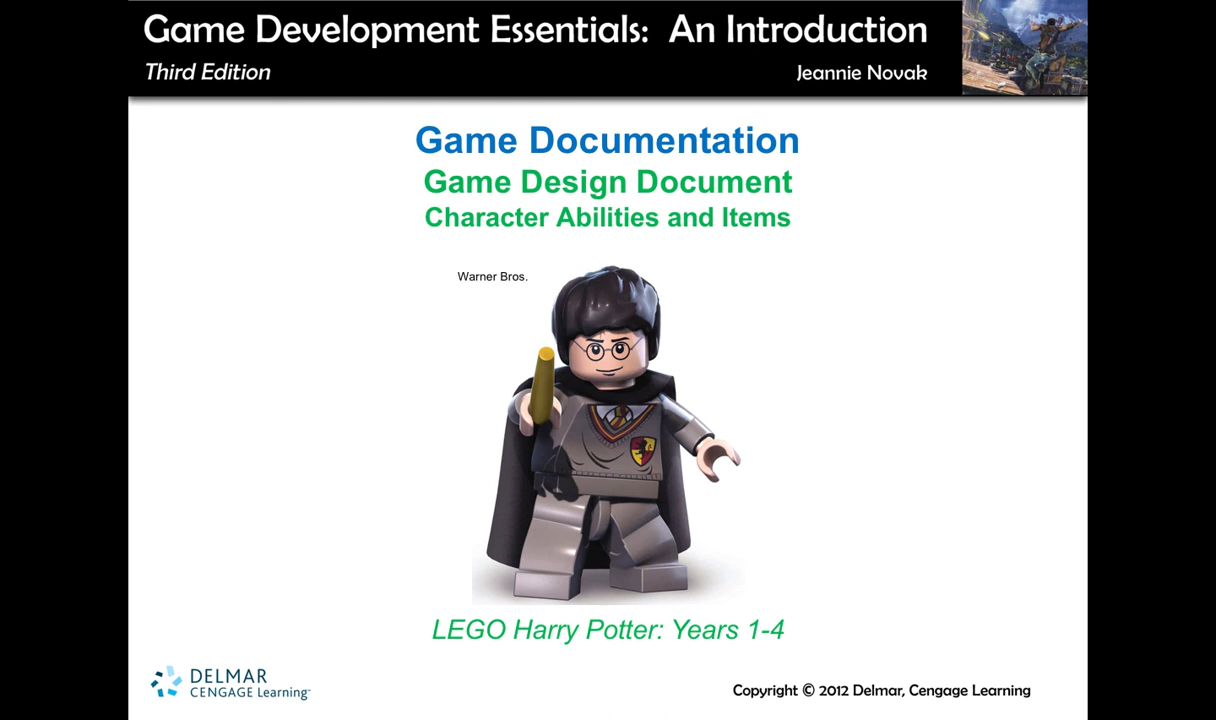 Game Development Essentials: An Introduction
Third Edition
Jeannie Novak
Game Documentation
Game Design Document
Character Abilities and Items
Warner Bros.
LEGO Harry Potter: Years 1-4
DELMAR
CENGAGE Learning™
Copyright © 2012 Delmar, Cengage Learning